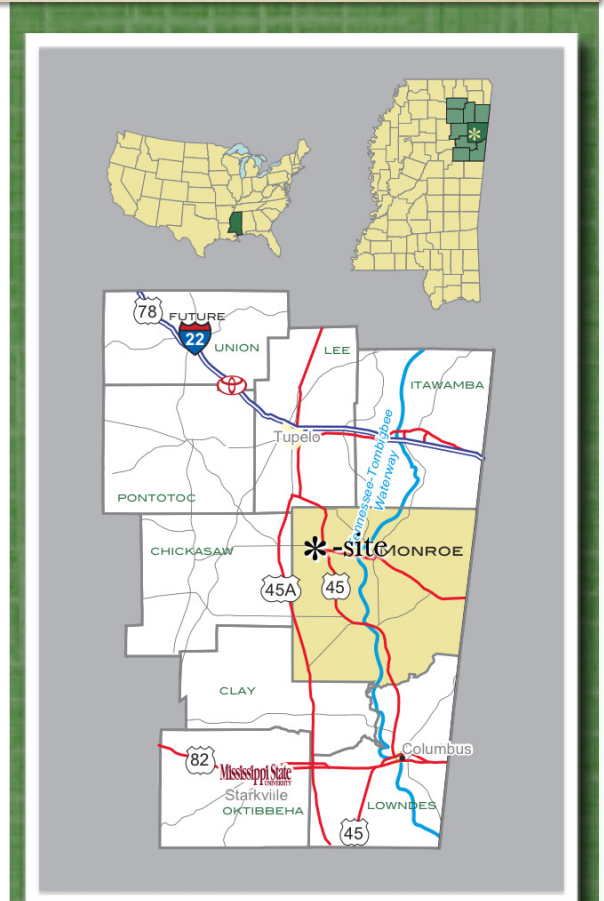 78
FUTURE
22
UNION
LEE
ITAWAMBA
Tupelo
Tennessee-Tombigbee
Waterway
PONTOTOC
CHICKASAW
*-site
MONROE
45A
45
CLAY
Columbus
82
Mississippi State
UNIVERSITY
Starkville
OKTIBBEHA
LOWNDES
45